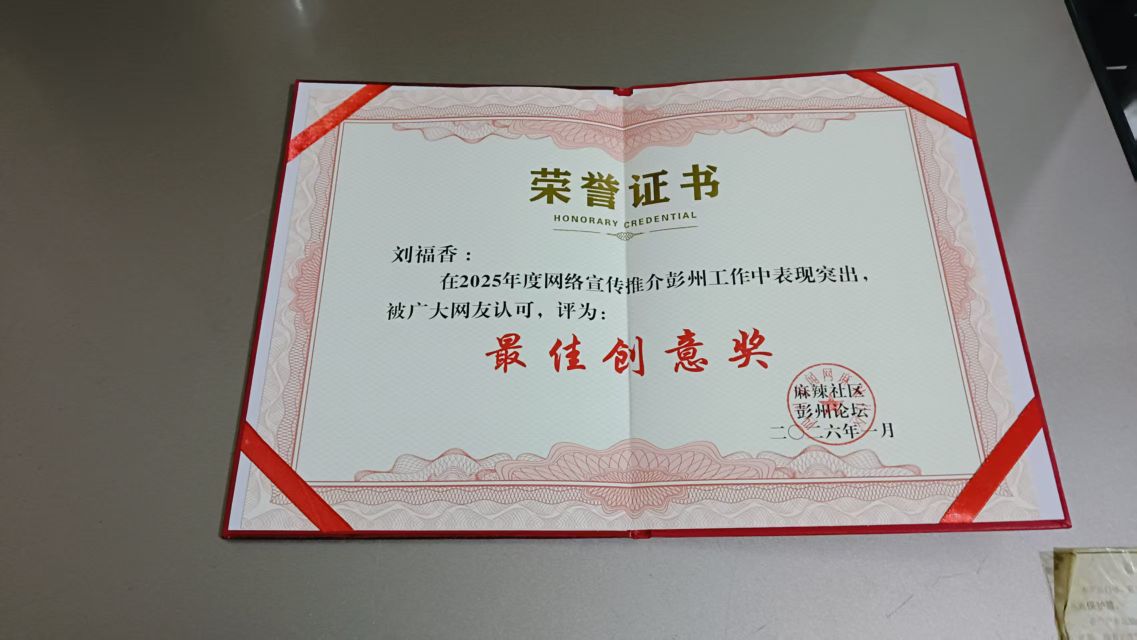 荣誉证书
HONORARY CREDENTIAL
刘福香：
在2025年度网络宣传推介彭州工作中表现突出，
被广大网友认可，评为：
最佳创意奖
麻辣社区
彭州论坛
二〇二六年一月